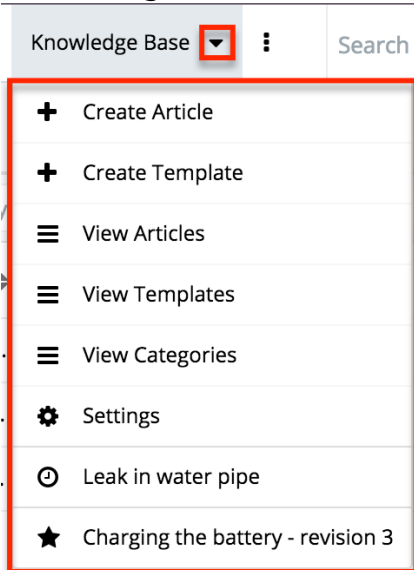 Knowledge Base
Search
Create Article
Create Template
View Articles
View Templates
View Categories
Settings
Leak in water pipe
Charging the battery - revision 3